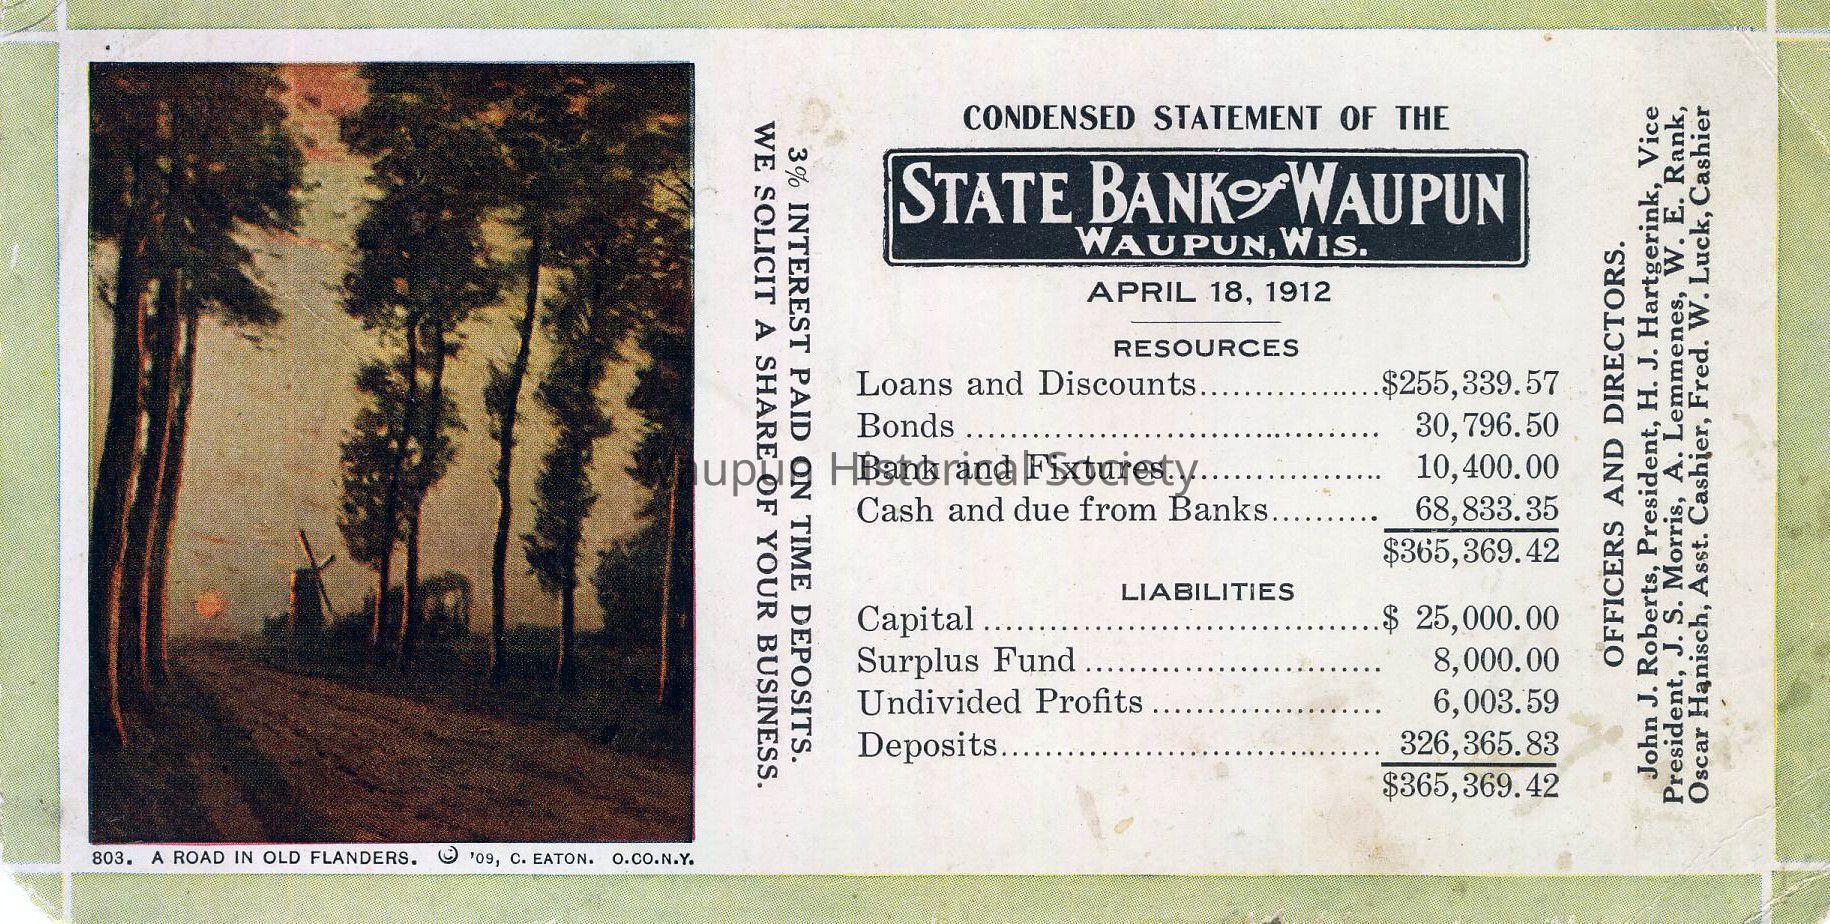 803. A ROAD IN OLD FLANDERS. © '09, C. EATON. O.CO.N.Y.
3% INTEREST PAID ON TIME DEPOSITS.
WE SOLICIT A SHARE OF YOUR BUSINESS.
CONDENSED STATEMENT OF THE
STATE BANK of WAUPUN
WAUPUN, WIS.
APRIL 18, 1912
RESOURCES
Loans and Discounts................$255,339.57
Bonds ...................................... 30,796.50
Bank and Fixtures.................... 10,400.00
Cash and due from Banks.......... 68,833.35
$365,369.42
LIABILITIES
Capital ....................................$ 25,000.00
Surplus Fund ........................... 8,000.00
Undivided Profits ..................... 6,003.59
Deposits.................................... 326,365.83
$365,369.42
OFFICERS AND DIRECTORS.
John J. Roberts, President, H. J. Hartgerink, Vice
President, J. S. Morris, A. Lemmenes, W. E. Rank,
Oscar Hanisch, Asst. Cashier, Fred. W. Luck, Cashier
Waupun Historical Society